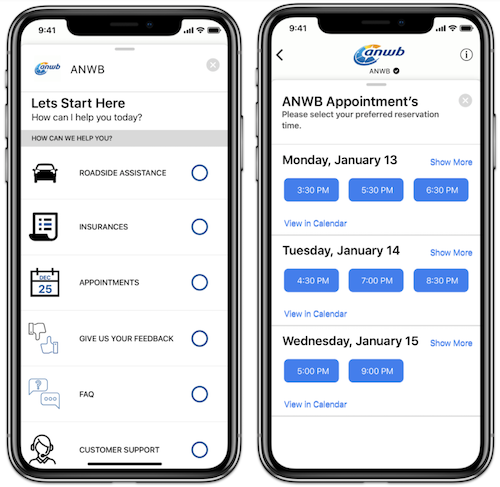 9:41
anwb
ANWB
Lets Start Here
How can I help you today?
HOW CAN WE HELP YOU?
ROADSIDE ASSISTANCE
INSURANCES
DEC
25
APPOINTMENTS
GIVE US YOUR FEEDBACK
?
FAQ
CUSTOMER SUPPORT
9:41
anwb
ANWB
ANWB Appointment’s
Please select your preferred reservation
time.
Monday, January 13
Show More
3:30 PM 5:30 PM 6:30 PM
View in Calendar
Tuesday, January 14
Show More
4:30 PM 7:00 PM 8:30 PM
View in Calendar
Wednesday, January 15
Show More
5:00 PM 9:00 PM
View in Calendar